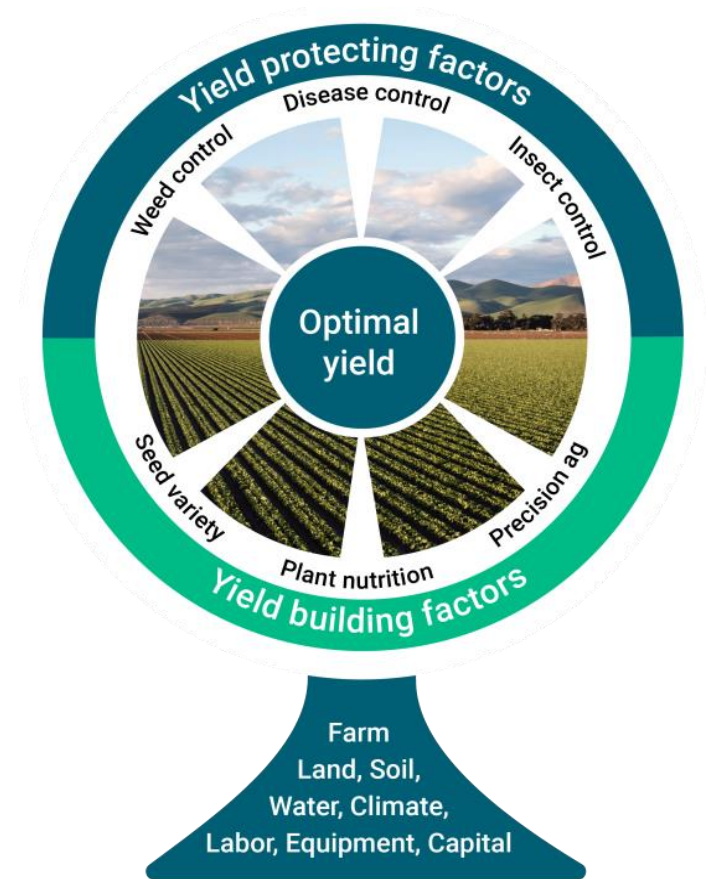 Yield protecting factors
Disease control
Weed control
Insect control
Optimal
yield
Seed variety
Precision ag
Plant nutrition
Yield building factors
Farm
Land, Soil,
Water, Climate,
Labor, Equipment, Capital